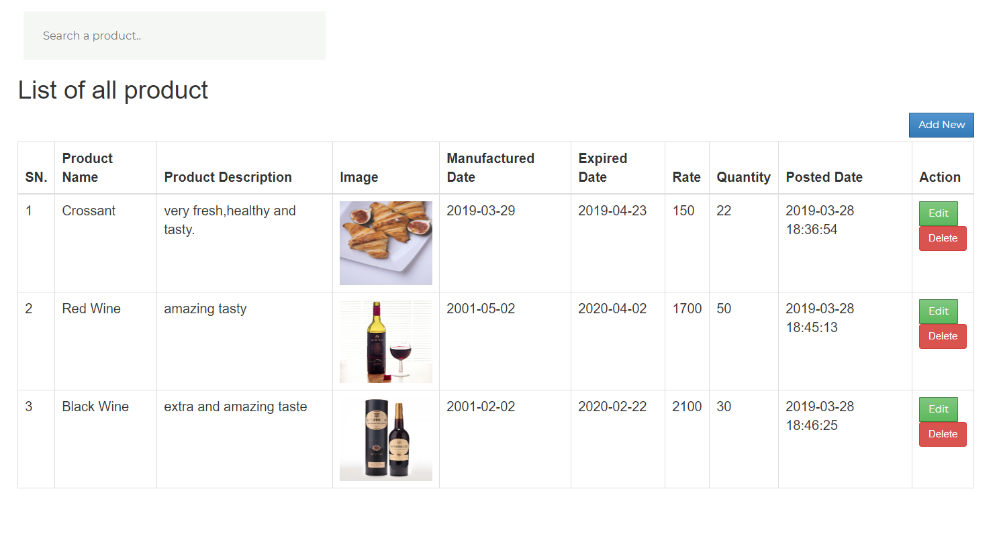 Search a product..
List of all product
Add New
SN. Product Name Product Description Image Manufactured Date Expired Date Rate Quantity Posted Date Action
1 Crossant very fresh,healthy and tasty. 2019-03-29 2019-04-23 150 22 2019-03-28 18:36:54 Edit Delete
2 Red Wine amazing tasty 2001-05-02 2020-04-02 1700 50 2019-03-28 18:45:13 Edit Delete
3 Black Wine extra and amazing taste 2001-02-02 2020-02-22 2100 30 2019-03-28 18:46:25 Edit Delete